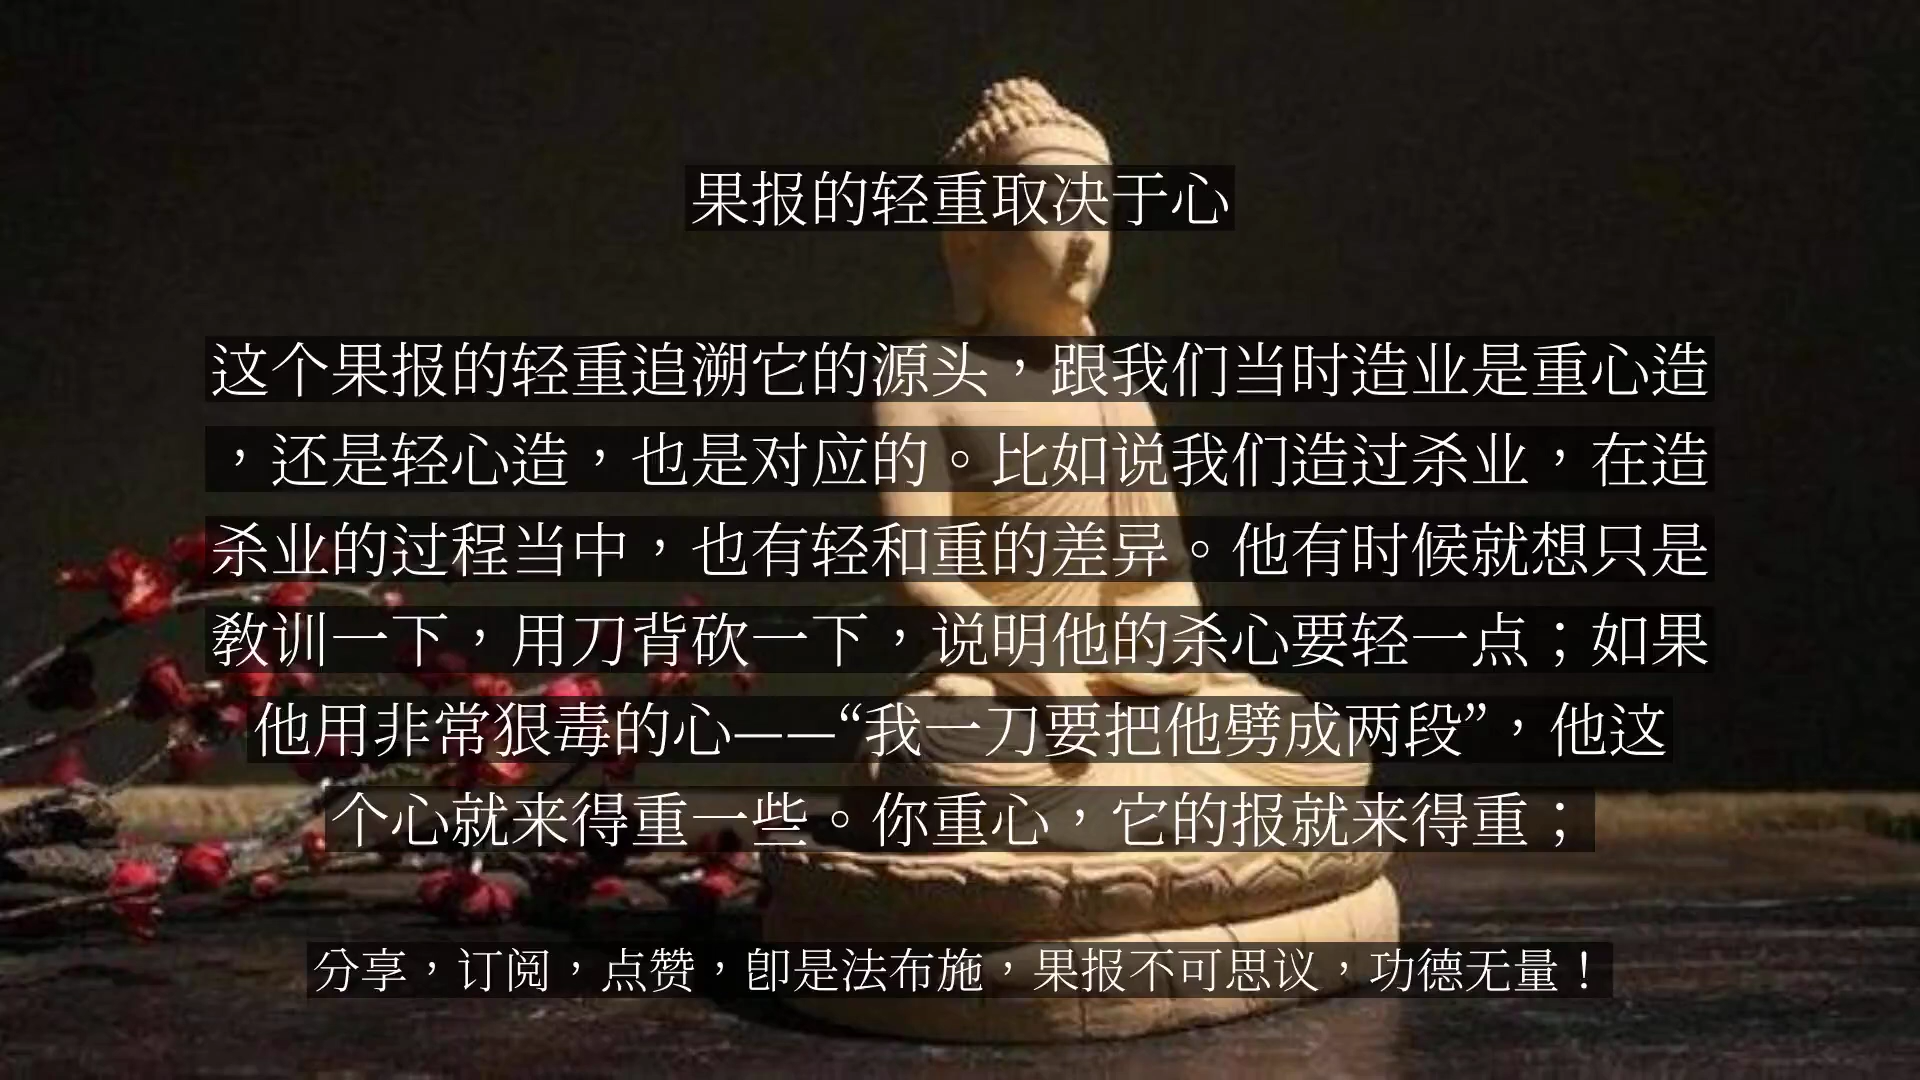 果报的轻重取决于心
这个果报的轻重追溯它的源头，跟我们当时造业是重心造
，还是轻心造，也是对应的。比如说我们造过杀业，在造
杀业的过程当中，也有轻和重的差异。他有时候就想只是
教训一下，用刀背砍一下，说明他的杀心要轻一点；如果
他用非常狠毒的心——“我一刀要把他劈成两段”，他这
个心就来得重一些。你重心，它的报就来得重；
分享，订阅，点赞，即是法布施，果报不可思议，功德无量！